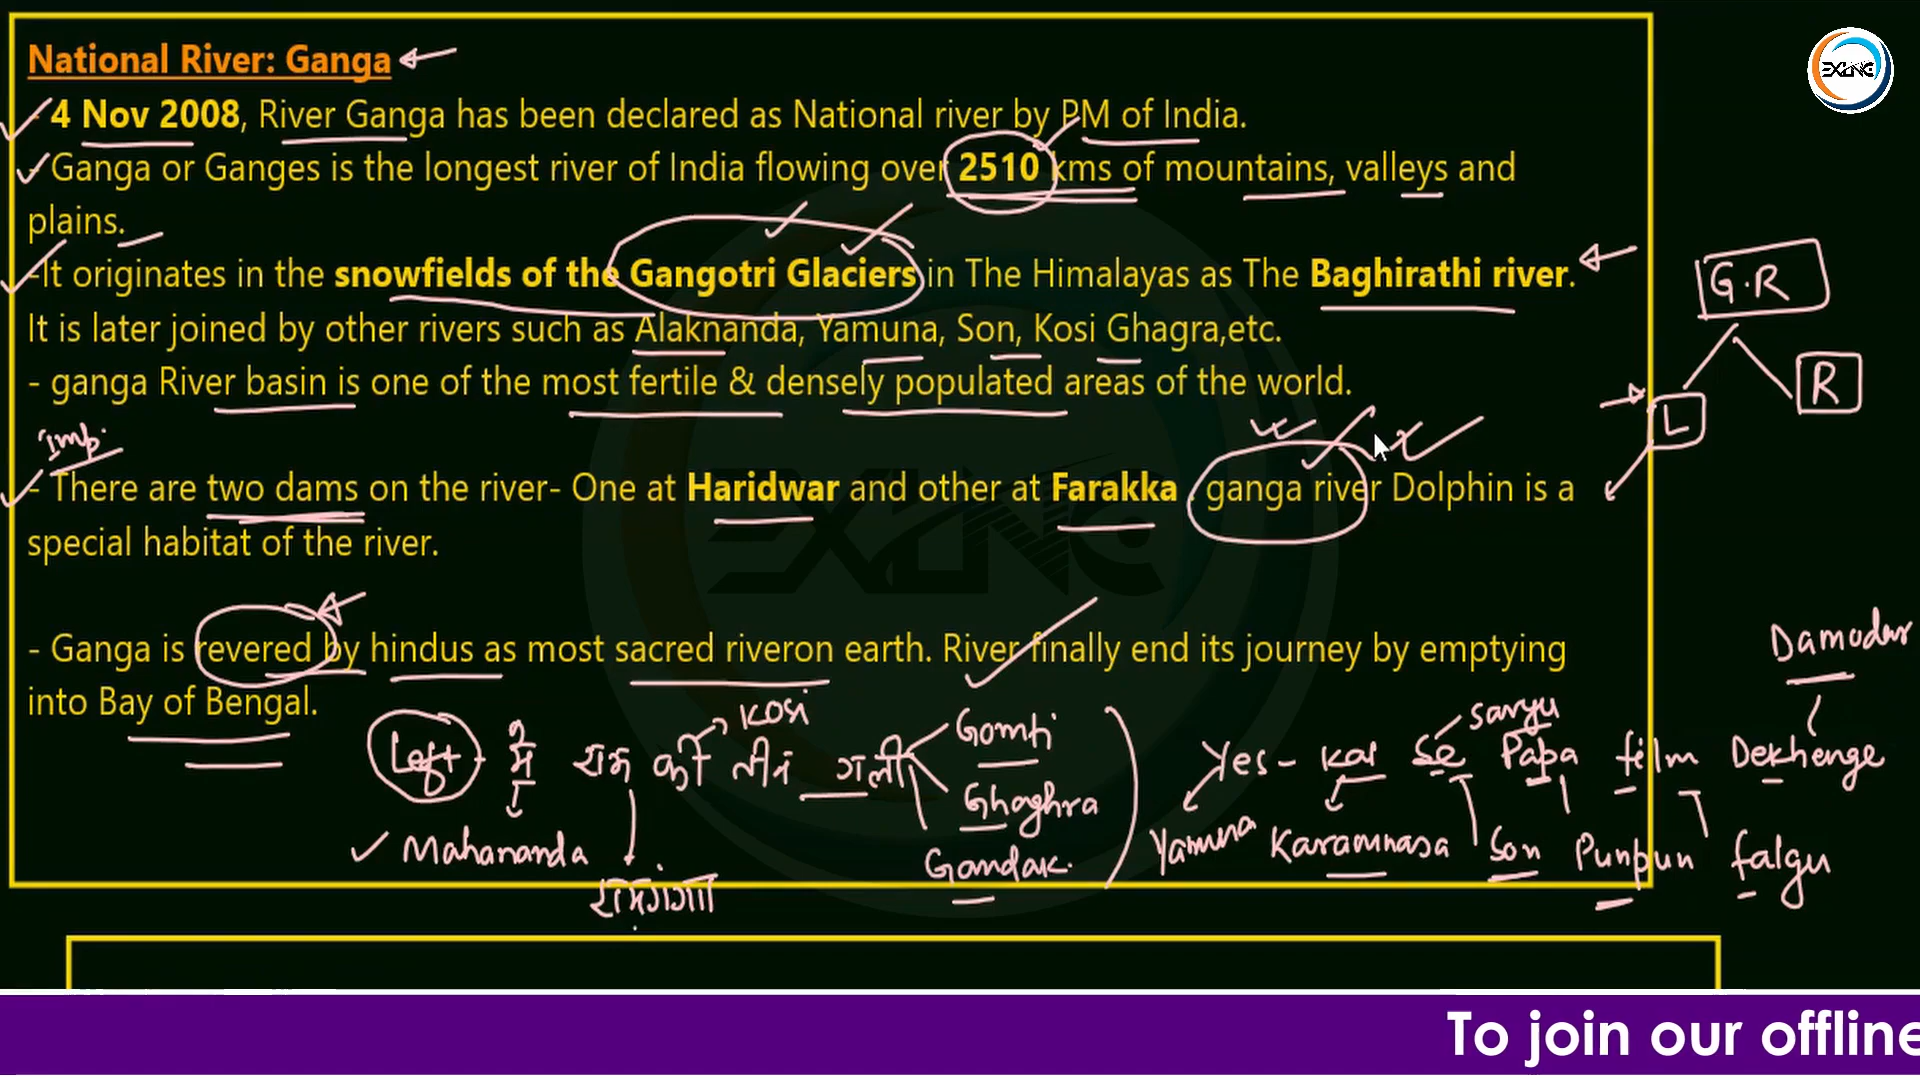 EXLNC
National River: Ganga
- 4 Nov 2008, River Ganga has been declared as National river by PM of India.
- Ganga or Ganges is the longest river of India flowing over 2510 kms of mountains, valleys and
plains.
-It originates in the snowfields of the Gangotri Glaciers in The Himalayas as The Baghirathi river.
G.R
It is later joined by other rivers such as Alaknanda, Yamuna, Son, Kosi Ghagra,etc.
- ganga River basin is one of the most fertile & densely populated areas of the world.
L R
Imp.
- There are two dams on the river- One at Haridwar and other at Farakka . ganga river Dolphin is a
special habitat of the river.
- Ganga is revered by hindus as most sacred riveron earth. River finally end its journey by emptying
into Bay of Bengal.
Damodar
Kosi Gomti Saryu
Left - में राम की गली Yes - Kal Se Papa film Dekhenge
Ghaghra
Mahananda Gandak. Yamuna Karamnasa Son Punpun falgu
रामगंगा
To join our offline